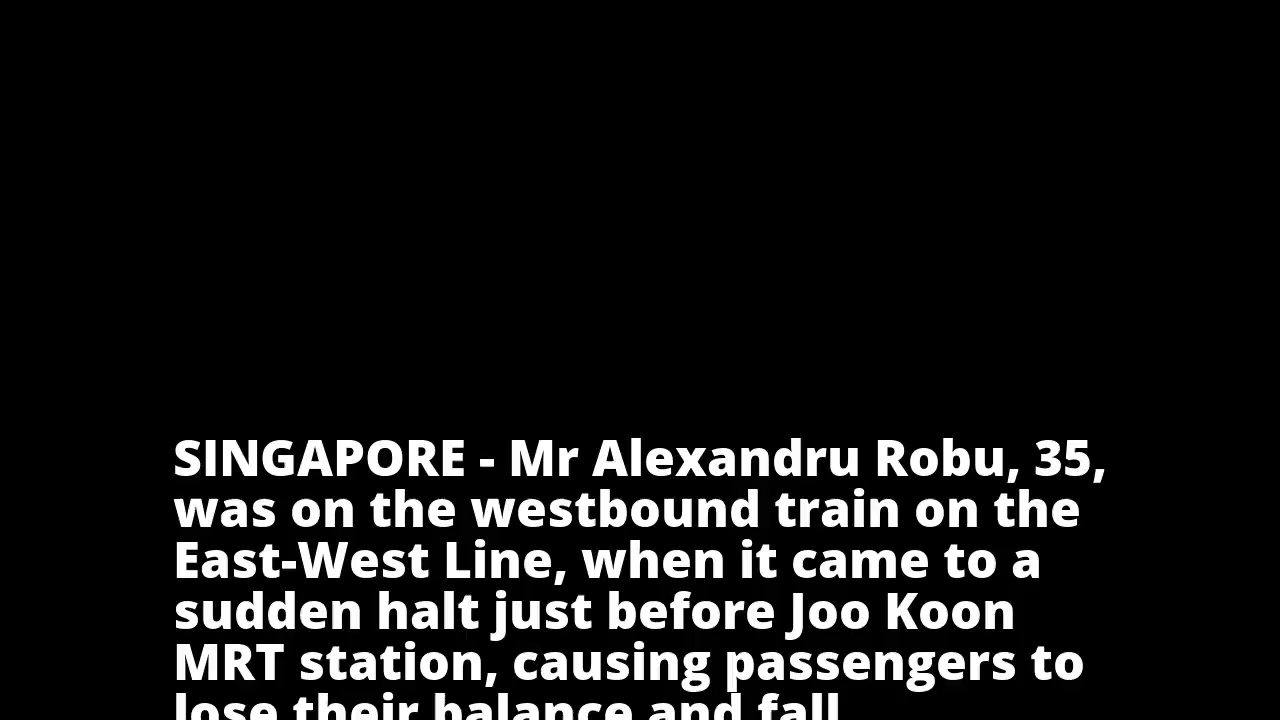 SINGAPORE - Mr Alexandru Robu, 35,
was on the westbound train on the
East-West Line, when it came to a
sudden halt just before Joo Koon
MRT station, causing passengers to
lose their balance and fall